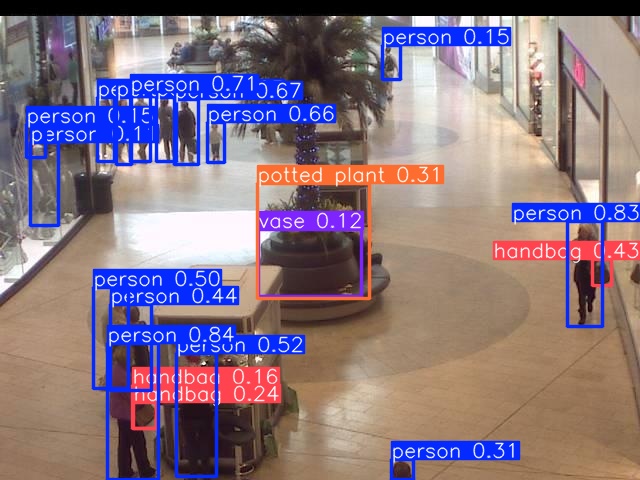 person 0.15
person 0.71
0.67
person 0.15
person 0.66
person 0.11
potted plant 0.31
person 0.83
vase 0.12
handbag 0.43
person 0.50
person 0.44
person 0.84
person 0.52
handbag 0.16
handbag 0.24
person 0.31